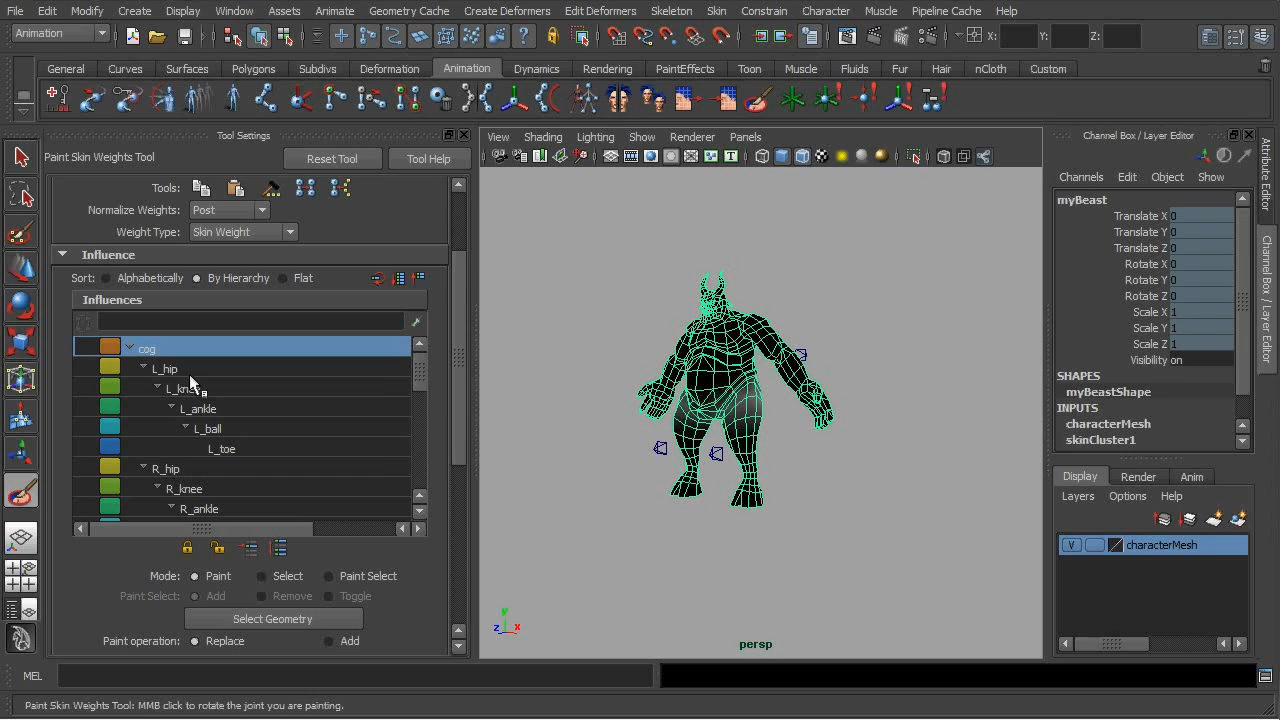 File Edit Modify Create Display Window Assets Animate Geometry Cache Create Deformers Edit Deformers Skeleton Skin Constrain Character Muscle Pipeline Cache Help
Animation X: Y: Z:
General Curves Surfaces Polygons Subdivs Deformation Animation Dynamics Rendering PaintEffects Toon Muscle Fluids Fur Hair nCloth Custom
Tool Settings
Paint Skin Weights Tool Reset Tool Tool Help
Tools:
Normalize Weights: Post
Weight Type: Skin Weight
Influence
Sort: Alphabetically By Hierarchy Flat
Influences
cog
L_hip
L_knee
L_ankle
L_ball
L_toe
R_hip
R_knee
R_ankle
Mode: Paint Select Paint Select
Paint Select: Add Remove Toggle
Select Geometry
Paint operation: Replace Add
View Shading Lighting Show Renderer Panels
y
z x
persp
Channel Box / Layer Editor
Channels Edit Object Show
myBeast
Translate X 0
Translate Y 0
Translate Z 0
Rotate X 0
Rotate Y 0
Rotate Z 0
Scale X 1
Scale Y 1
Scale Z 1
Visibility on
SHAPES
myBeastShape
INPUTS
characterMesh
skinCluster1
Display Render Anim
Layers Options Help
V characterMesh
Attribute Editor
Channel Box / Layer Editor
MEL
Paint Skin Weights Tool: MMB click to rotate the joint you are painting.